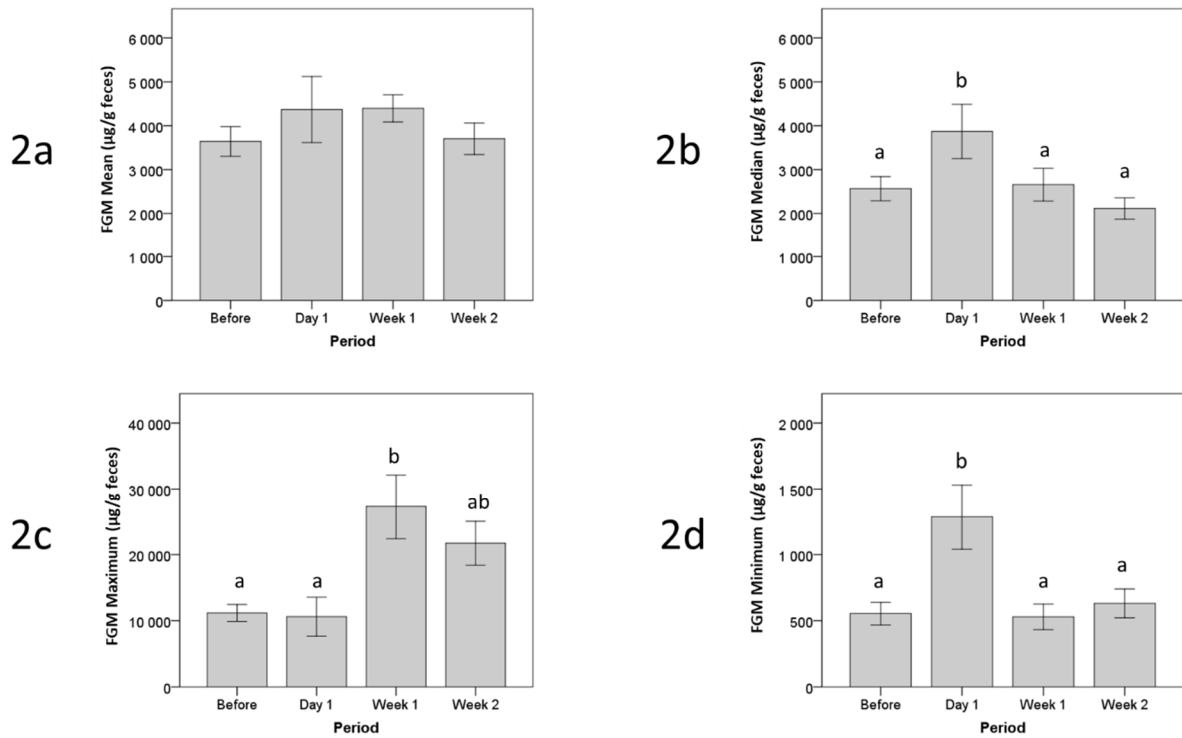 2a
FGM Mean (µg/g feces)
6 000
5 000
4 000
3 000
2 000
1 000
0
Before Day 1 Week 1 Week 2
Period
2b
FGM Median (µg/g feces)
6 000
5 000
4 000
3 000
2 000
1 000
0
a b a a
Before Day 1 Week 1 Week 2
Period
2c
FGM Maximum (µg/g feces)
40 000
30 000
20 000
10 000
0
a a b ab
Before Day 1 Week 1 Week 2
Period
2d
FGM Minimum (µg/g feces)
2 000
1 500
1 000
500
0
a b a a
Before Day 1 Week 1 Week 2
Period